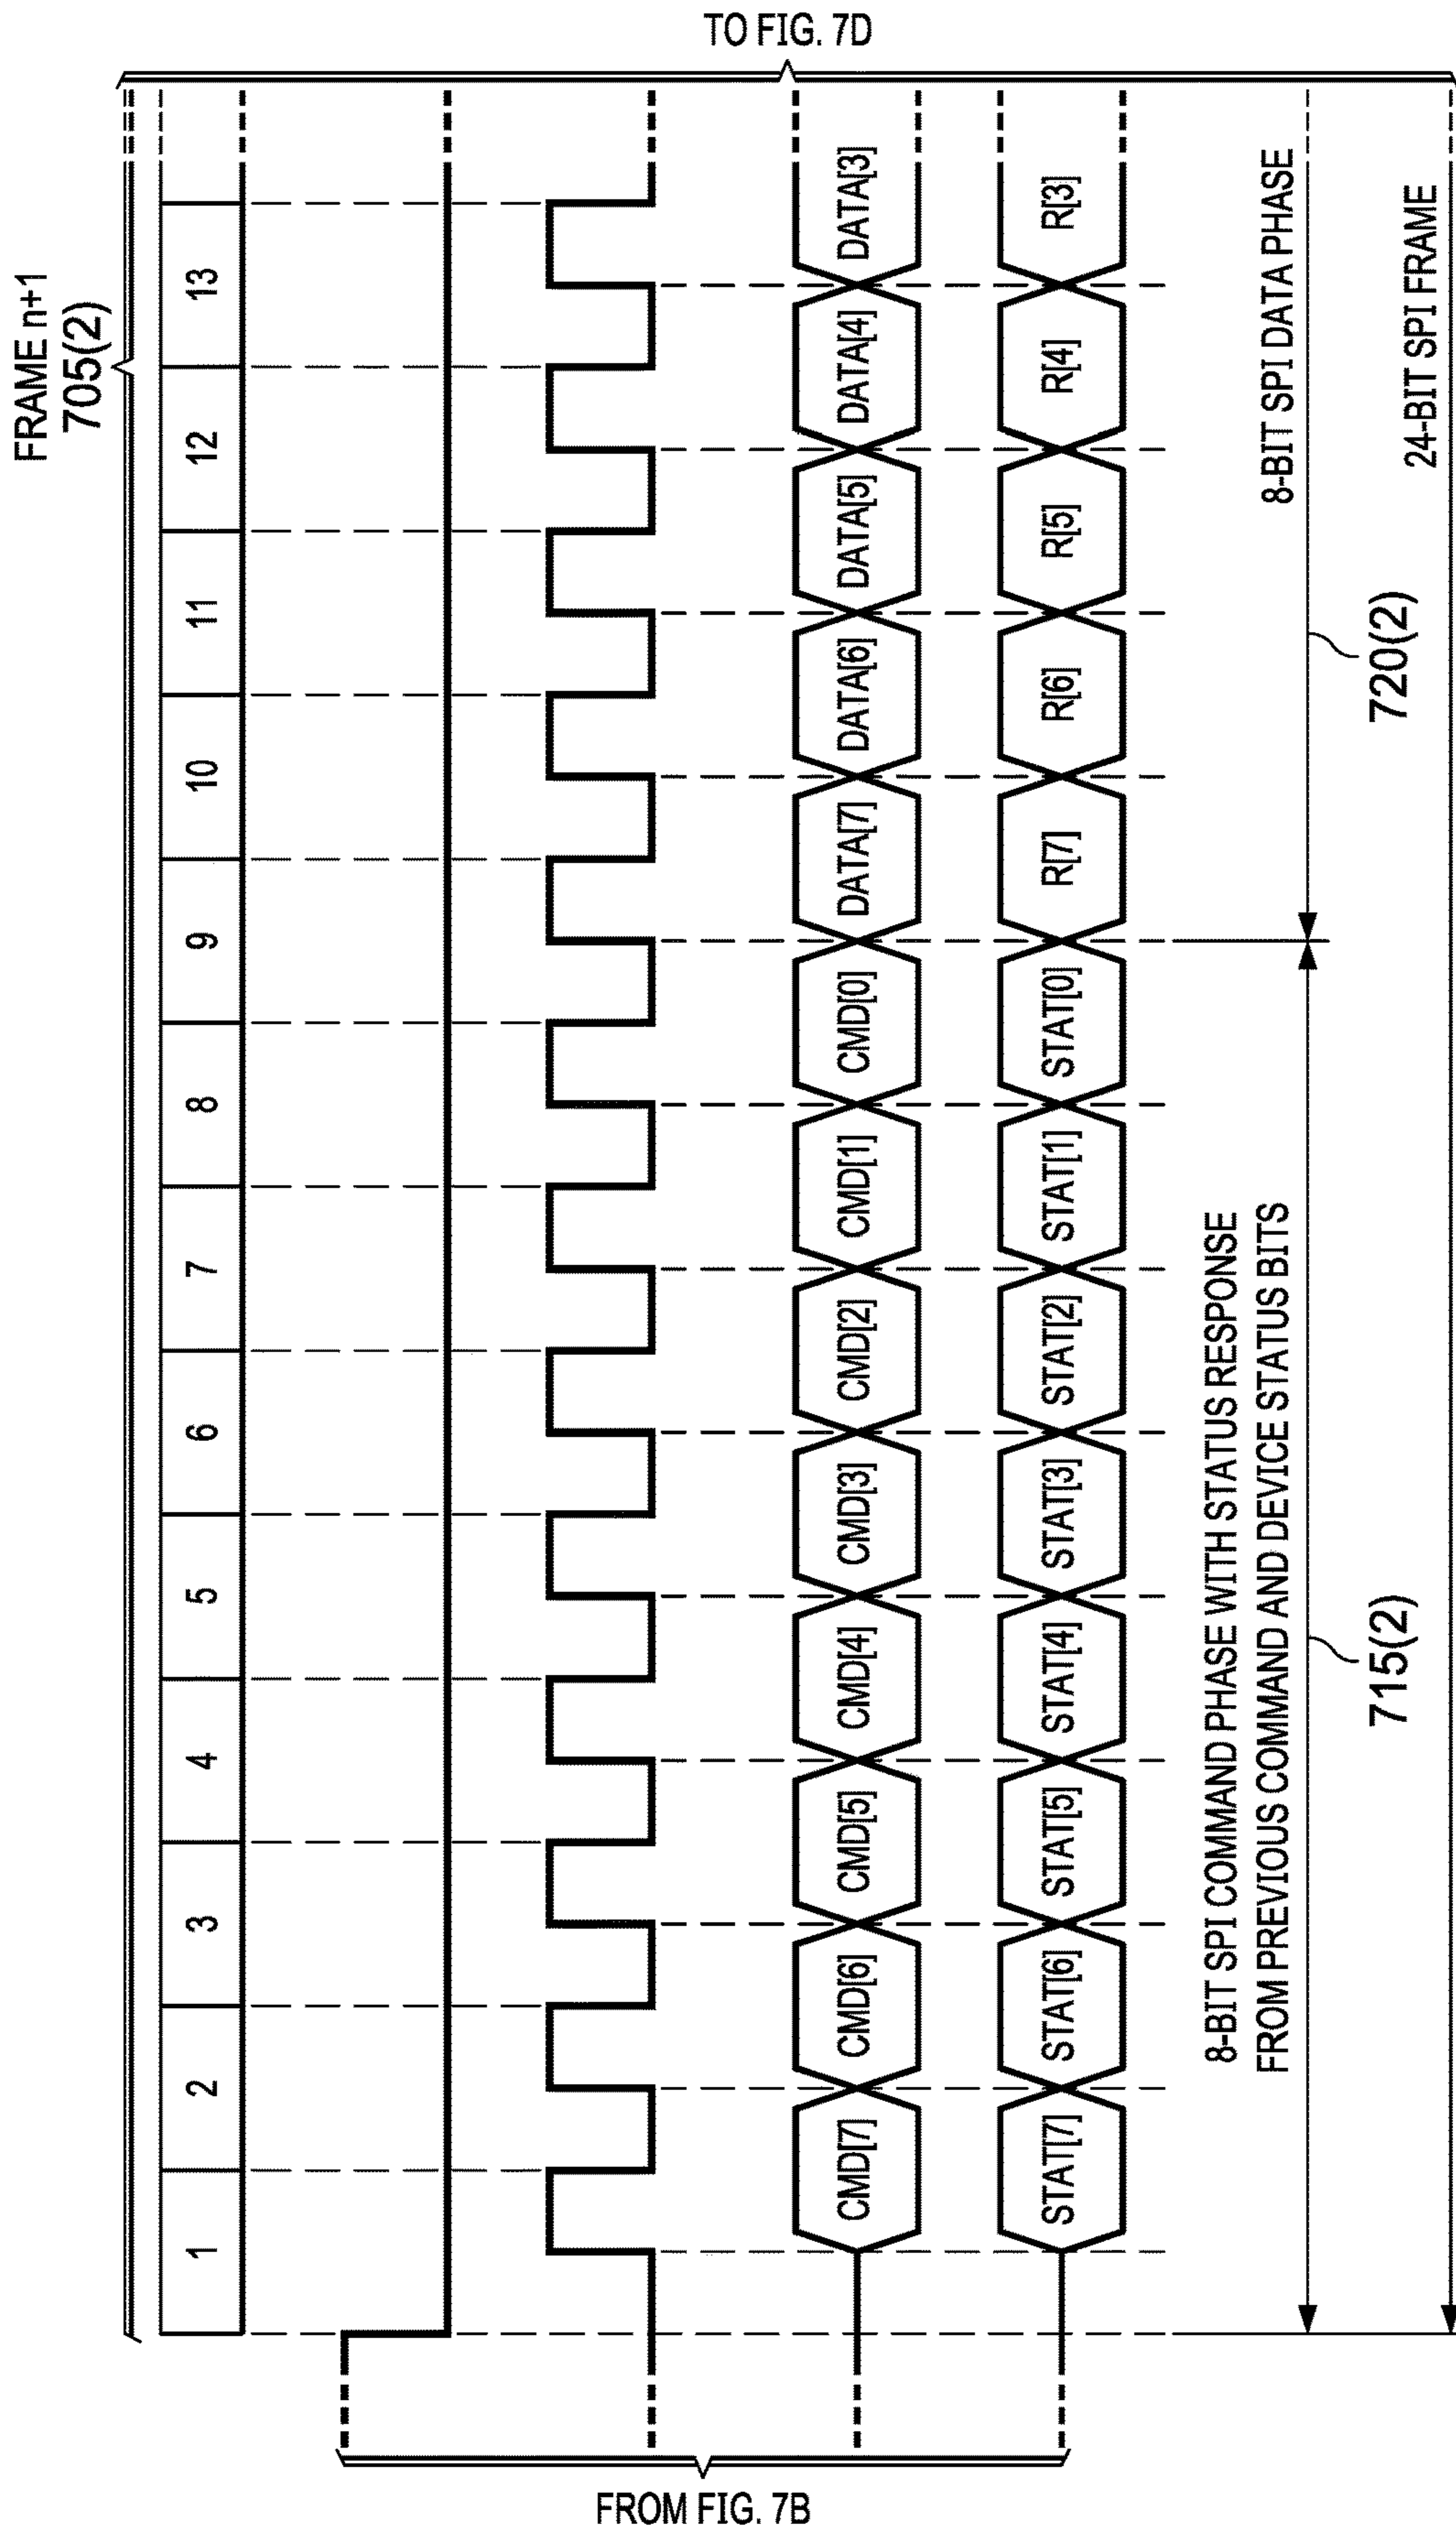 FRAME n+1
705(2)
1 2 3 4 5 6 7 8 9 10 11 12 13
FROM FIG. 7B
TO FIG. 7D
CMD[7] CMD[6] CMD[5] CMD[4] CMD[3] CMD[2] CMD[1] CMD[0] DATA[7] DATA[6] DATA[5] DATA[4] DATA[3]
STAT[7] STAT[6] STAT[5] STAT[4] STAT[3] STAT[2] STAT[1] STAT[0] R[7] R[6] R[5] R[4] R[3]
8-BIT SPI COMMAND PHASE WITH STATUS RESPONSE
FROM PREVIOUS COMMAND AND DEVICE STATUS BITS
8-BIT SPI DATA PHASE
715(2)
720(2)
24-BIT SPI FRAME